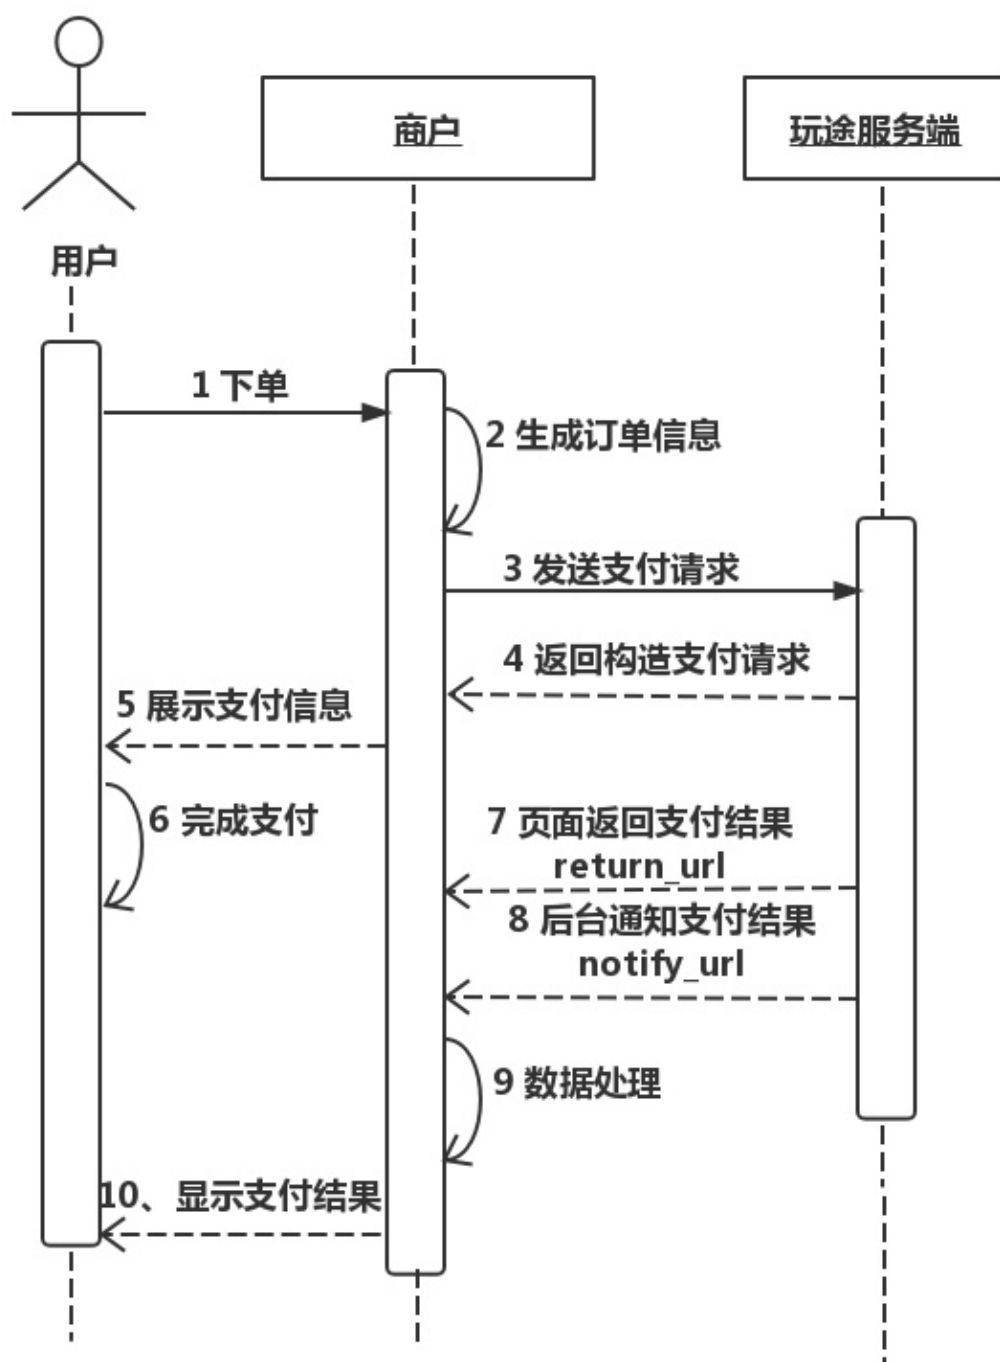 商户
玩途服务端
用户
1 下单
2 生成订单信息
3 发送支付请求
4 返回构造支付请求
5 展示支付信息
6 完成支付
7 页面返回支付结果
return_url
8 后台通知支付结果
notify_url
9 数据处理
10、显示支付结果